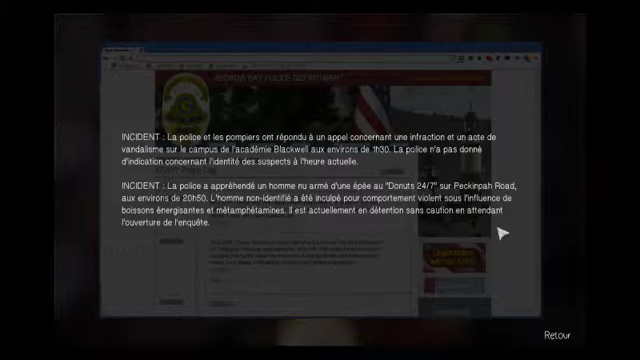 ARCADIA BAY POLICE DEPARTMENT
INCIDENT : La police et les pompiers ont répondu à un appel concernant une infraction et un acte de
vandalisme sur le campus de l'académie Blackwell aux environs de 1h30. La police n'a pas donné
d'indication concernant l'identité des suspects à l'heure actuelle.
INCIDENT : La police a appréhendé un homme nu armé d'une épée au "Donuts 24/7" sur Peckinpah Road,
aux environs de 20h50. L'homme non-identifié a été inculpé pour comportement violent sous l'influence de
boissons énergisantes et métamphétamines. Il est actuellement en détention sans caution en attendant
l'ouverture de l'enquête.
Retour